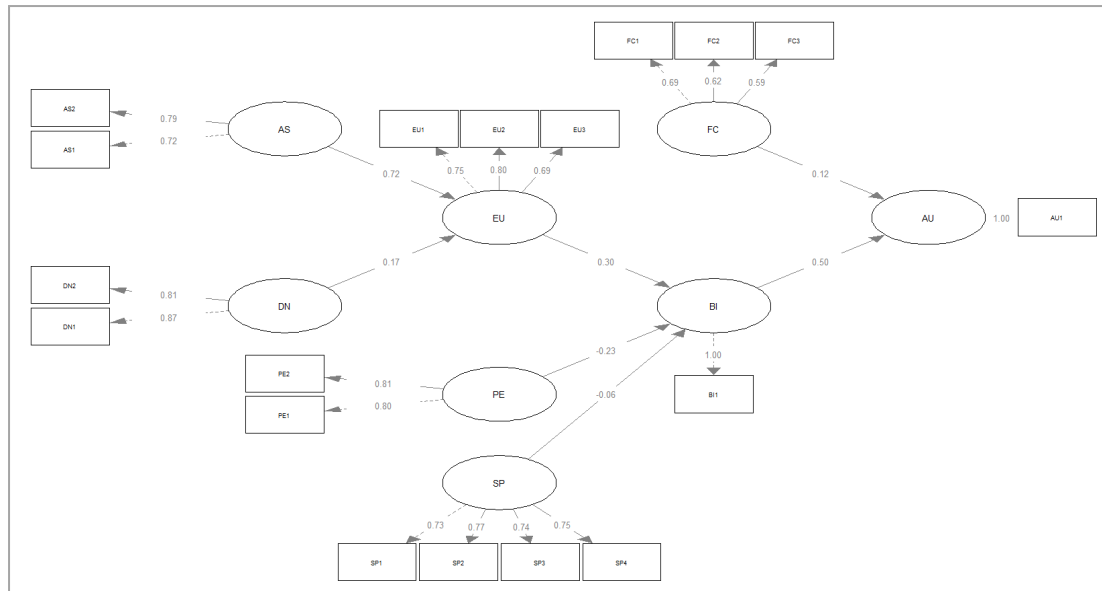 FC1 FC2 FC3
0.69 0.62 0.59
AS2
AS1
0.79
0.72
AS
EU1 EU2 EU3
0.75 0.80 0.69
FC
0.72
0.12
EU
AU
1.00
AU1
0.17
0.30
0.50
DN2
DN1
0.81
0.87
DN
BI
1.00
BI1
PE2
PE1
0.81
0.80
PE
-0.23
-0.06
SP
0.73 0.77 0.74 0.75
SP1 SP2 SP3 SP4